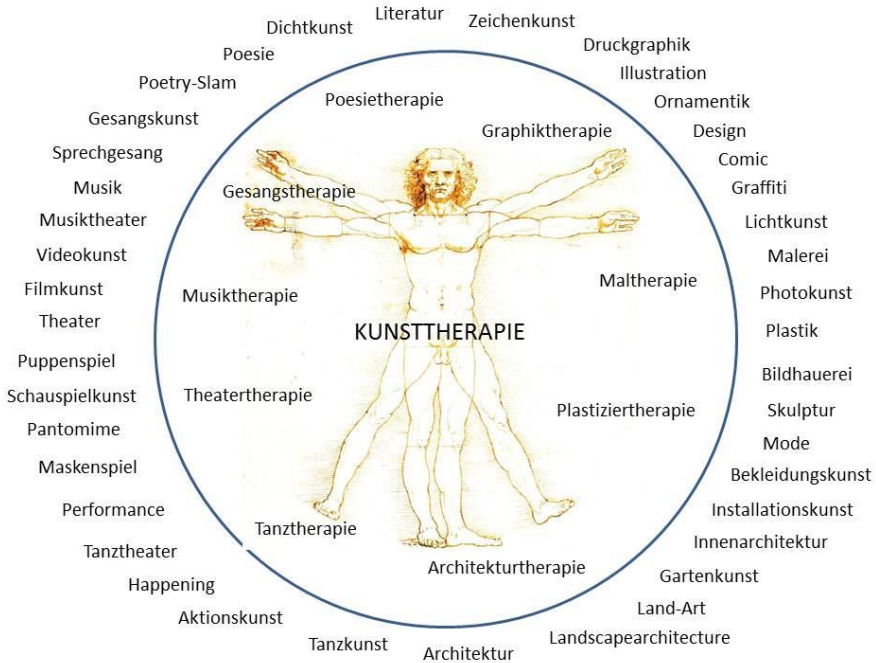 Literatur
Zeichenkunst
Druckgraphik
Illustration
Ornamentik
Design
Comic
Graffiti
Lichtkunst
Malerei
Photokunst
Plastik
Bildhauerei
Skulptur
Mode
Bekleidungskunst
Installationskunst
Innenarchitektur
Gartenkunst
Land-Art
Landscapearchitecture
Architektur
Tanzkunst
Aktionskunst
Happening
Tanztheater
Performance
Maskenspiel
Pantomime
Schauspielkunst
Puppenspiel
Theater
Filmkunst
Videokunst
Musiktheater
Musik
Sprechgesang
Gesangskunst
Poetry-Slam
Poesie
Dichtkunst
Poesietherapie
Graphiktherapie
Gesangstherapie
Maltherapie
Musiktherapie
KUNSTTHERAPIE
Theatertherapie
Plastiziertherapie
Tanztherapie
Architekturtherapie